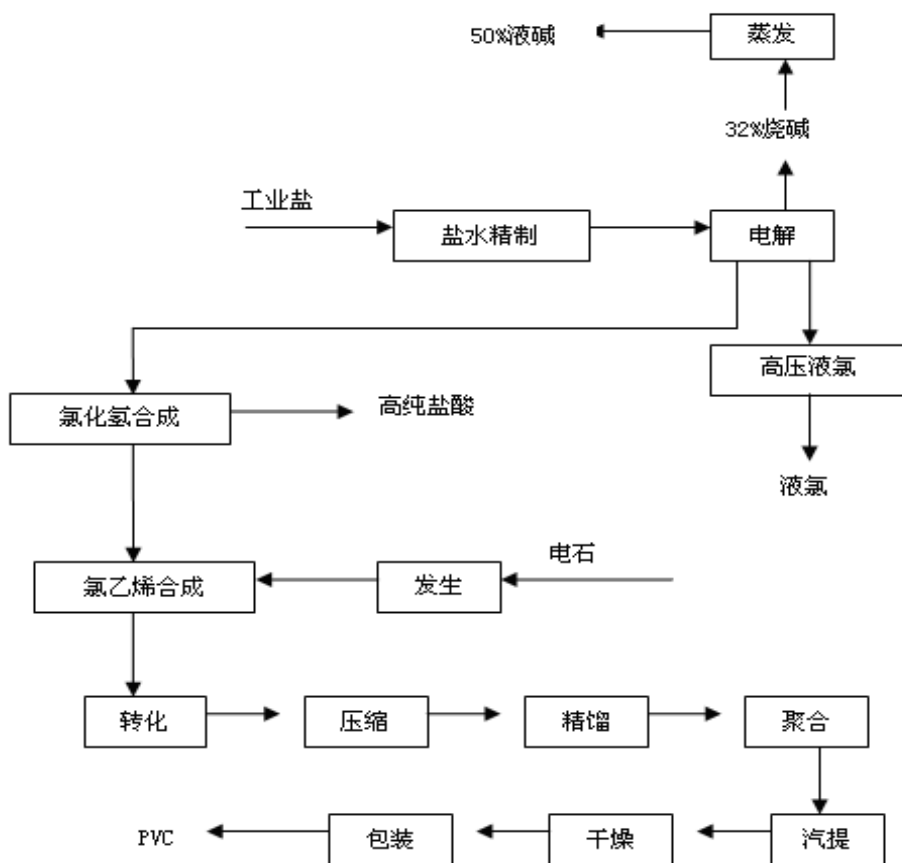 50%液碱
蒸发
32%烧碱
工业盐
盐水精制
电解
高压液氯
氯化氢合成
高纯盐酸
液氯
电石
氯乙烯合成
发生
转化
压缩
精馏
聚合
PVC
包装
干燥
汽提